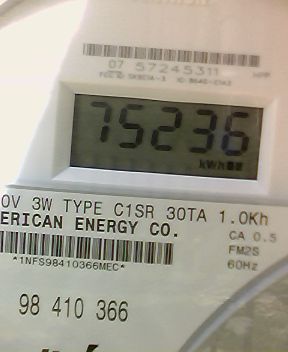 07 57245311 HPP
75236
kWh
0V 3W TYPE C1SR 30TA 1.0Kh
ERICAN ENERGY CO.
CA 0.5
FM2S
*1NFS98410366MEC*
60Hz
98 410 366